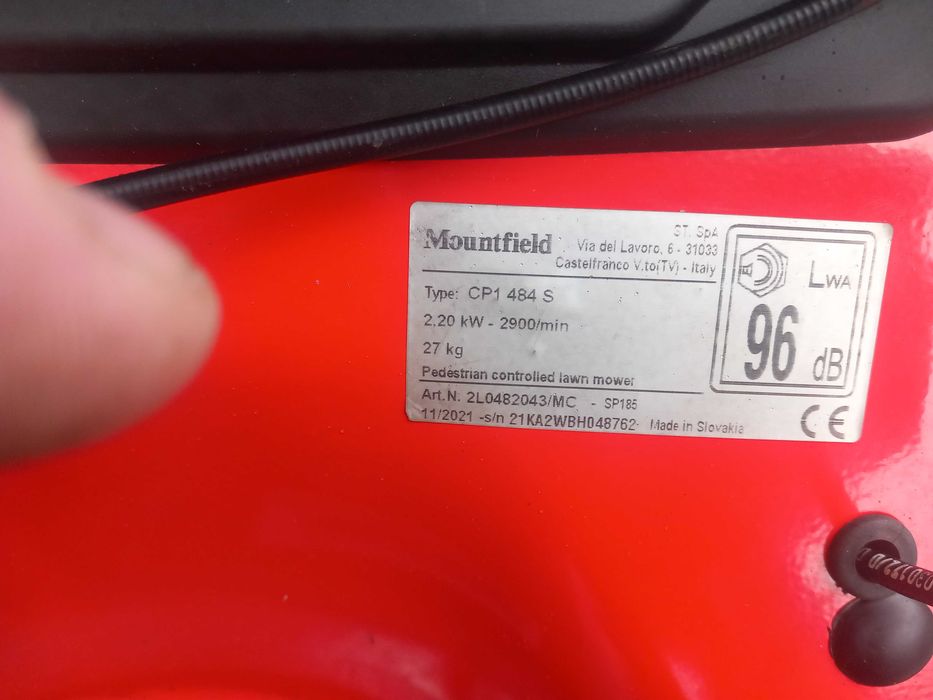 Mountfield
ST. SpA
Via del Lavoro, 6 - 31033
Castelfranco V.to(TV) - Italy
Type: CP1 484 S
2,20 kW - 2900/min
27 kg
Pedestrian controlled lawn mower
Art.N. 2L0482043/MC - SP185
11/2021 -s/n 21KA2WBH048762- Made in Slovakia
LWA
96 dB
CE